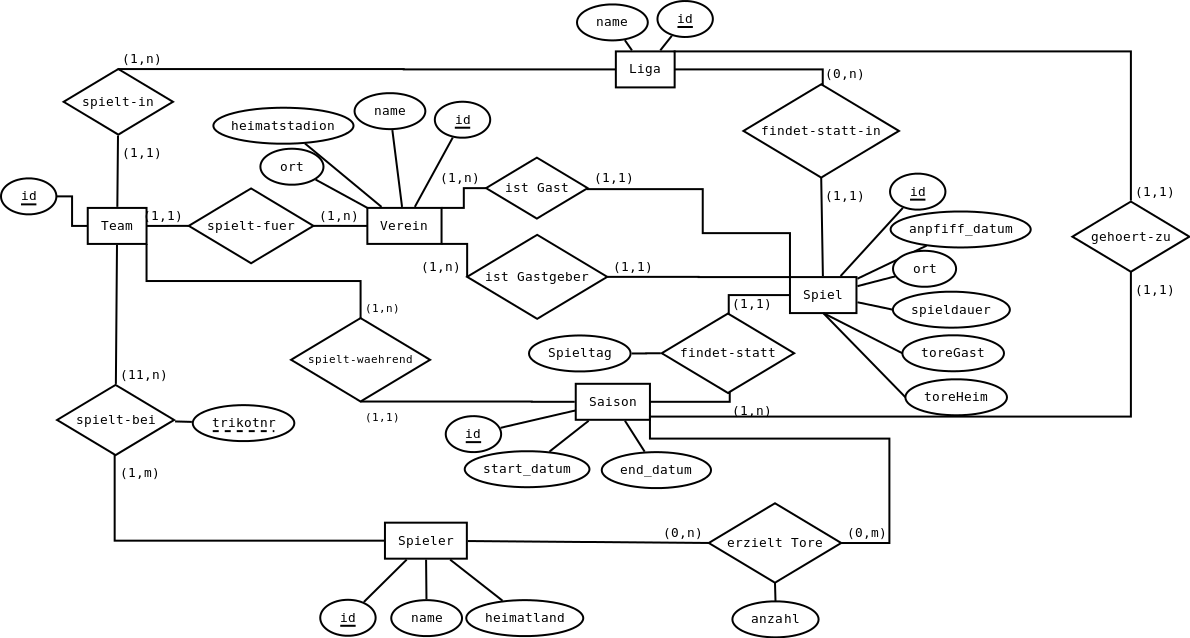 name
id
(1,n)
Liga
(0,n)
spielt-in
name
id
heimatstadion
findet-statt-in
(1,1)
ort
(1,n)
ist Gast
(1,1)
(1,1)
id
(1,1)
id
(1,1)
Team
spielt-fuer
(1,n)
Verein
anpfiff_datum
gehoert-zu
(1,n)
ist Gastgeber
(1,1)
ort
(1,1)
Spiel
(1,1)
spieldauer
(1,n)
Spieltag
findet-statt
toreGast
spielt-waehrend
(11,n)
toreHeim
Saison
(1,n)
(1,1)
spielt-bei
trikotnr
id
start_datum
end_datum
(1,m)
(0,n)
(0,m)
Spieler
erzielt Tore
id
name
heimatland
anzahl